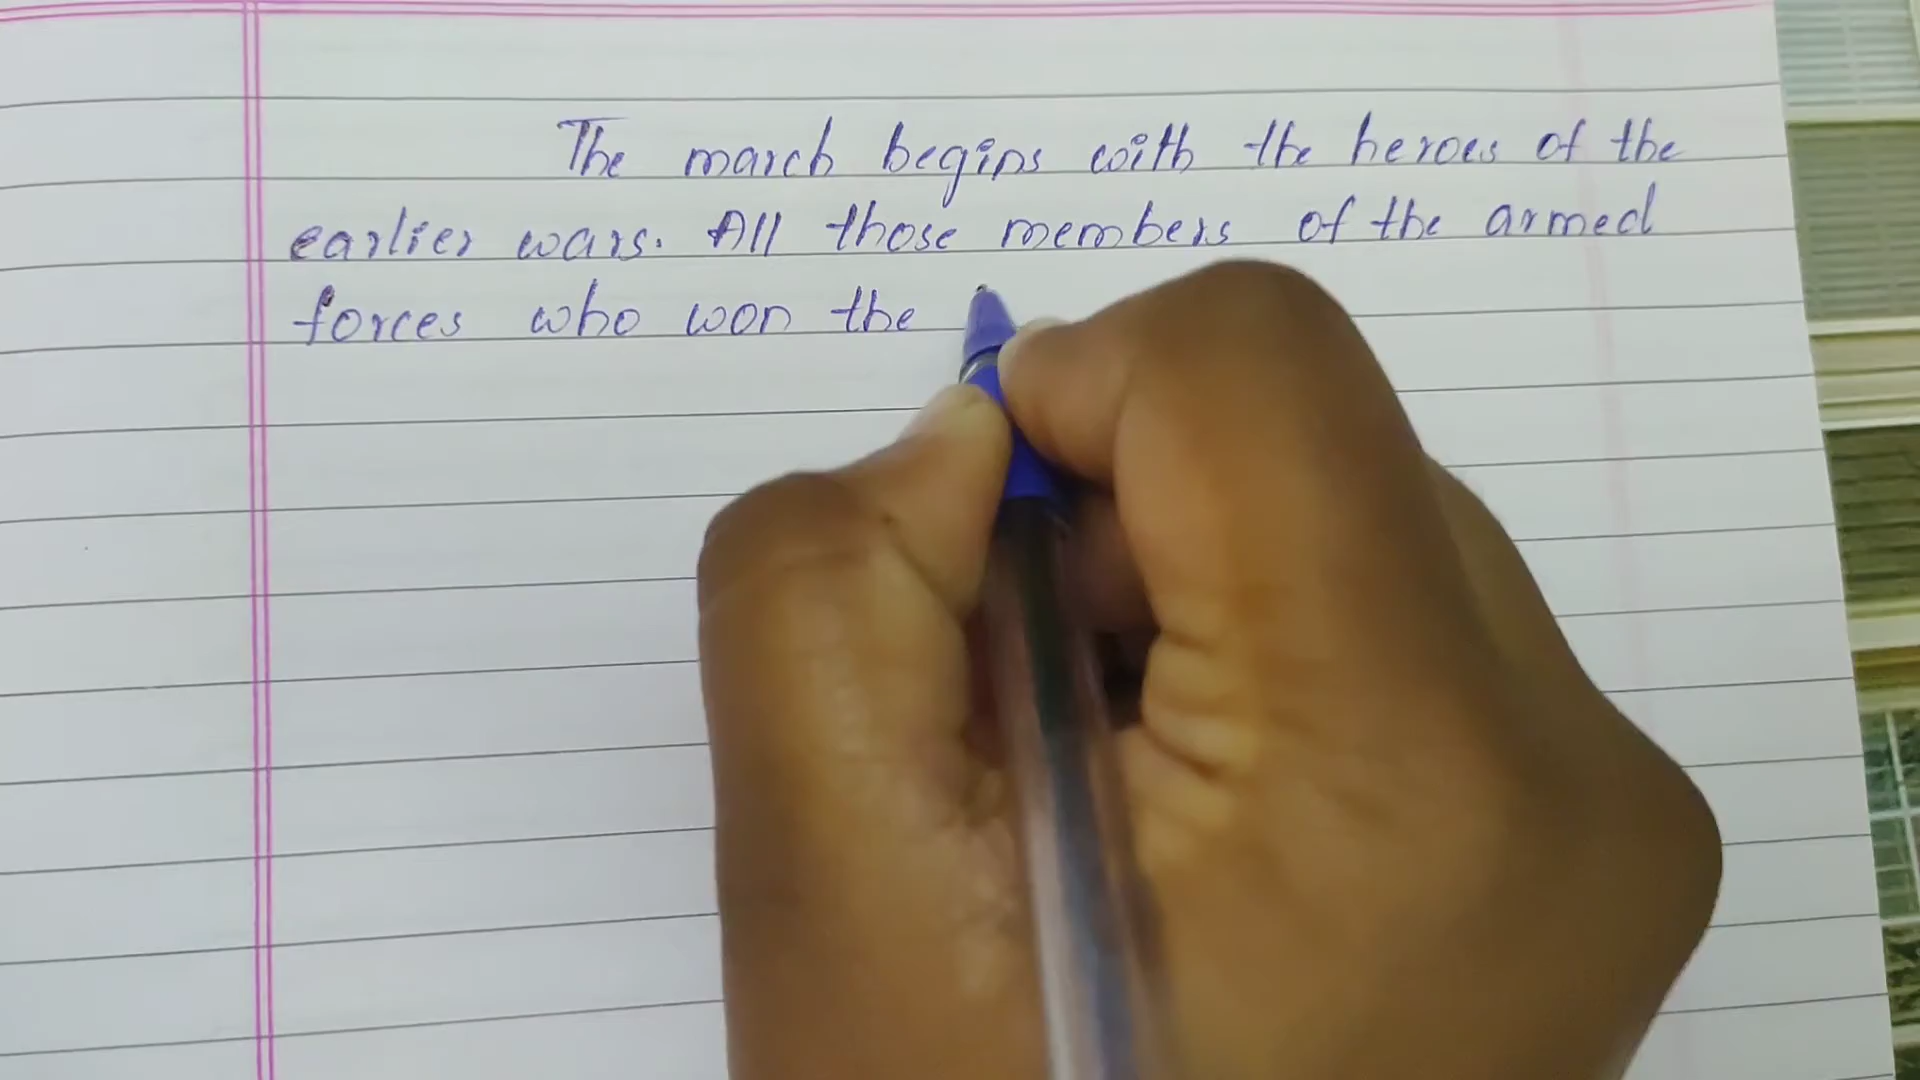 The march begins with the heroes of the
earlier wars. All those members of the armed
forces who won the